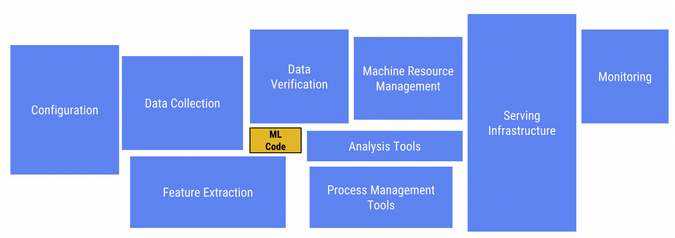 Configuration
Data Collection
Data
Verification
Machine Resource
Management
Serving
Infrastructure
Monitoring
ML
Code
Analysis Tools
Feature Extraction
Process Management
Tools